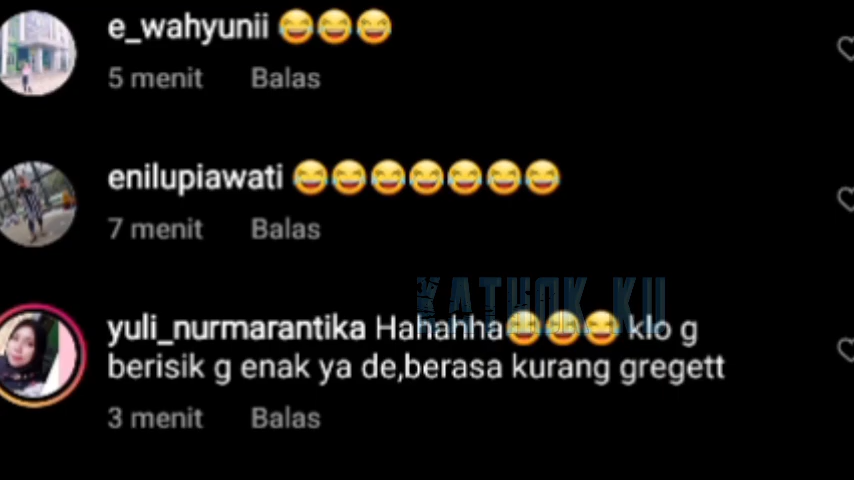 e_wahyunii 😂😂😂
5 menit Balas
enilupiawati 😂😂😂😂😂😂😂
7 menit Balas
KATHOK KU
yuli_nurmarantika Hahahha😂😂😂 klo g
berisik g enak ya de,berasa kurang gregett
3 menit Balas